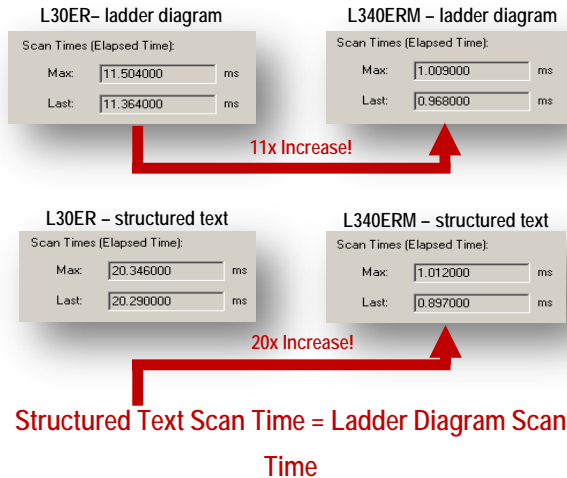 L30ER– ladder diagram
Scan Times (Elapsed Time):
Max: 11.504000 ms
Last: 11.364000 ms
L340ERM – ladder diagram
Scan Times (Elapsed Time):
Max: 1.009000 ms
Last: 0.968000 ms
11x Increase!
L30ER – structured text
Scan Times (Elapsed Time):
Max: 20.346000 ms
Last: 20.290000 ms
L340ERM – structured text
Scan Times (Elapsed Time):
Max: 1.012000 ms
Last: 0.897000 ms
20x Increase!
Structured Text Scan Time = Ladder Diagram Scan
Time